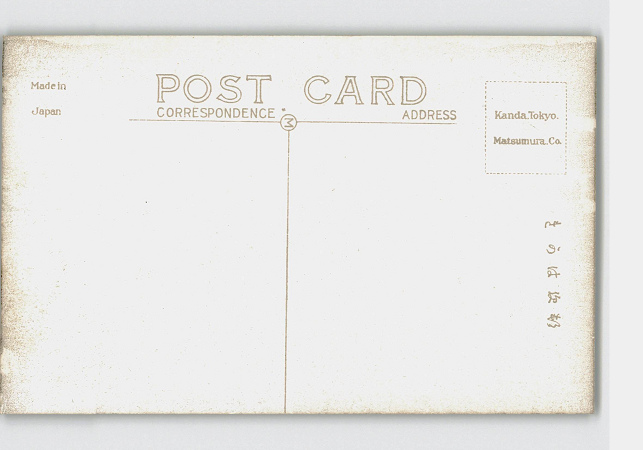 Made in
Japan
POST CARD
CORRESPONDENCE
ADDRESS
M
Kanda.Tokyo.
Matsumura.Co.